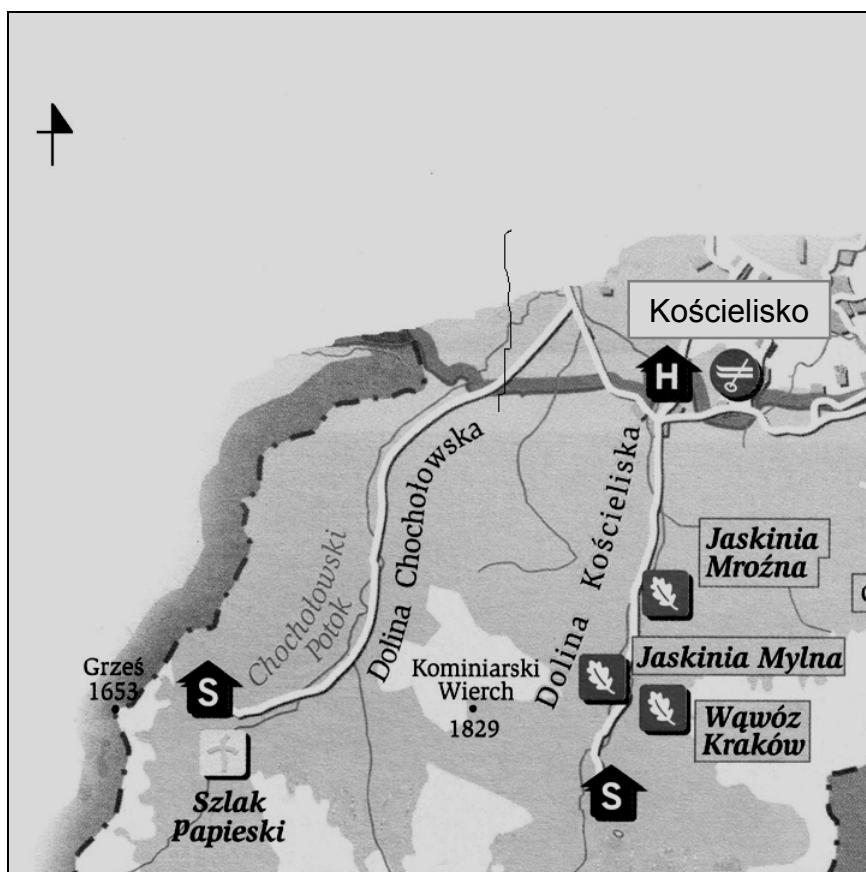 Kościelisko
H
Dolina Chochołowska
Dolina Kościeliska
Chochołowski
Potok
Jaskinia
Mroźna
Jaskinia Mylna
Grześ
1653
S
Kominiarski
Wierch
1829
Wąwóz
Kraków
S
Szlak
Papieski